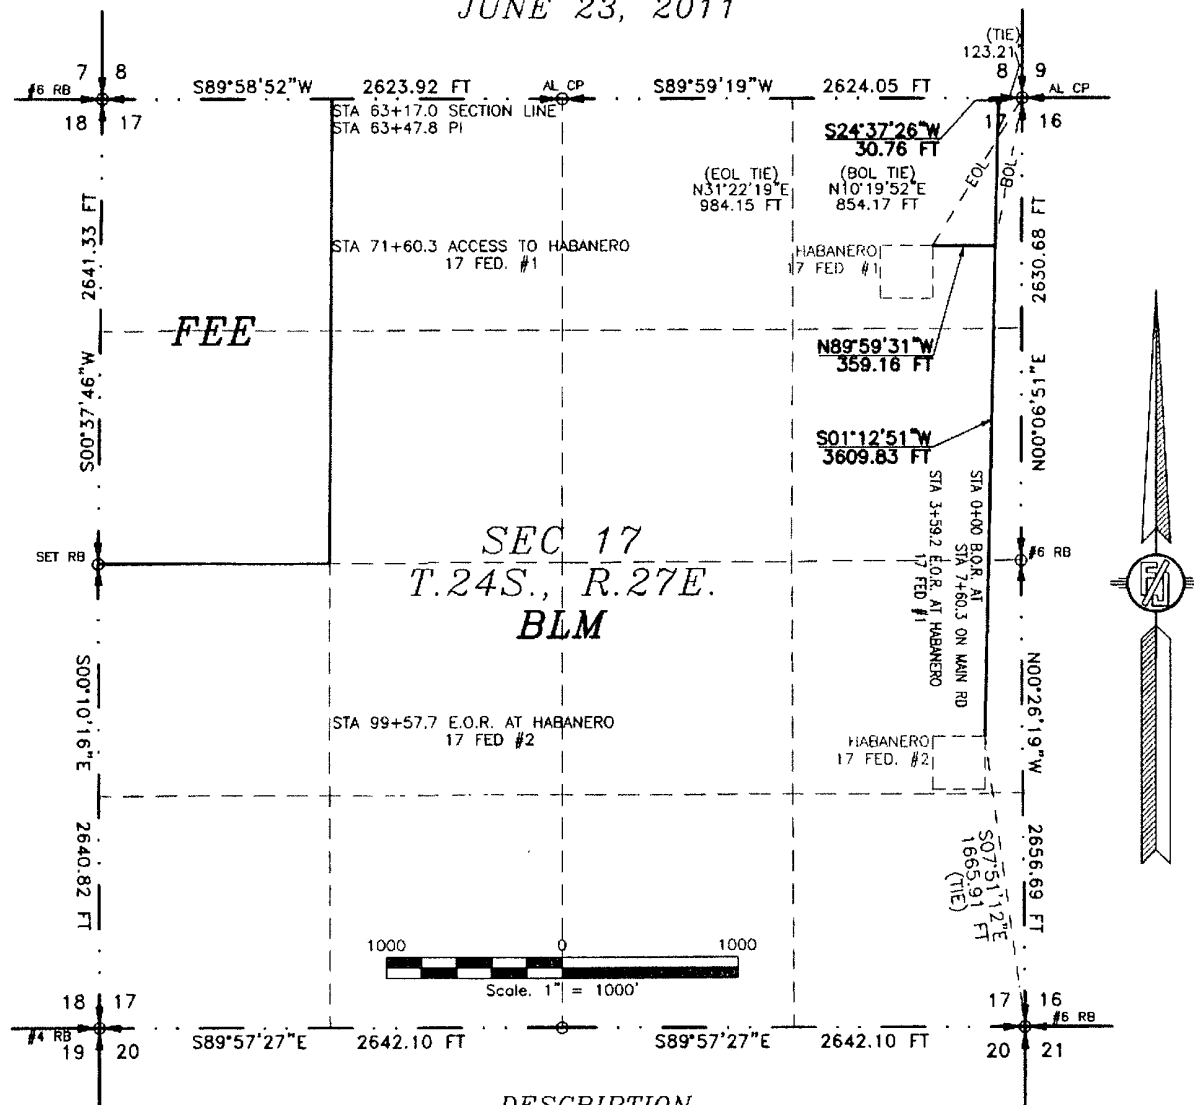 JUNE 23, 2011
(TIE)
123.21
7 8
8 9
#6 RB
S89°58'52"W 2623.92 FT
AL CP
S89°59'19"W 2624.05 FT
AL CP
18 17
17 16
STA 63+17.0 SECTION LINE
STA 63+47.8 PI
S24°37'26"W
30.76 FT
(EOL TIE)
N31°22'19"E
984.15 FT
(BOL TIE)
N10°19'52"E
854.17 FT
EOL
BOL
2641.33 FT
2630.68 FT
STA 71+60.3 ACCESS TO HABANERO
17 FED. #1
HABANERO
17 FED #1
FEE
N89°59'31"W
359.16 FT
S00°37'46"W
N00°06'51"E
S01°12'51"W
3609.83 FT
STA 0+00 B.O.R. AT
STA 7+60.3 ON MAIN RD
STA 3+59.2 E.O.R. AT HABANERO
17 FED #1
SET RB
#6 RB
SEC 17
T.24S., R.27E.
BLM
S00°10'16"E
N00°26'19"W
STA 99+57.7 E.O.R. AT HABANERO
17 FED #2
HABANERO
17 FED. #2
2640.82 FT
2656.69 FT
S07°51'12"E
1665.91 FT
(TIE)
1000 0 1000
Scale. 1" = 1000'
18 17
17 16
#4 RB
#6 RB
S89°57'27"E 2642.10 FT
S89°57'27"E 2642.10 FT
19 20
20 21
DESCRIPTION